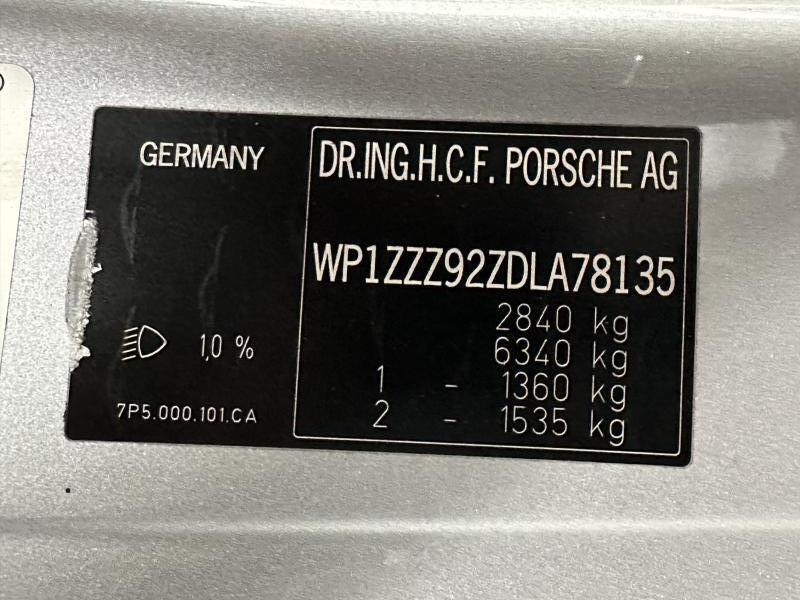 GERMANY
1,0 %
7P5.000.101.CA
DR.ING.H.C.F. PORSCHE AG
WP1ZZZ92ZDLA78135
2840 kg
6340 kg
1 - 1360 kg
2 - 1535 kg